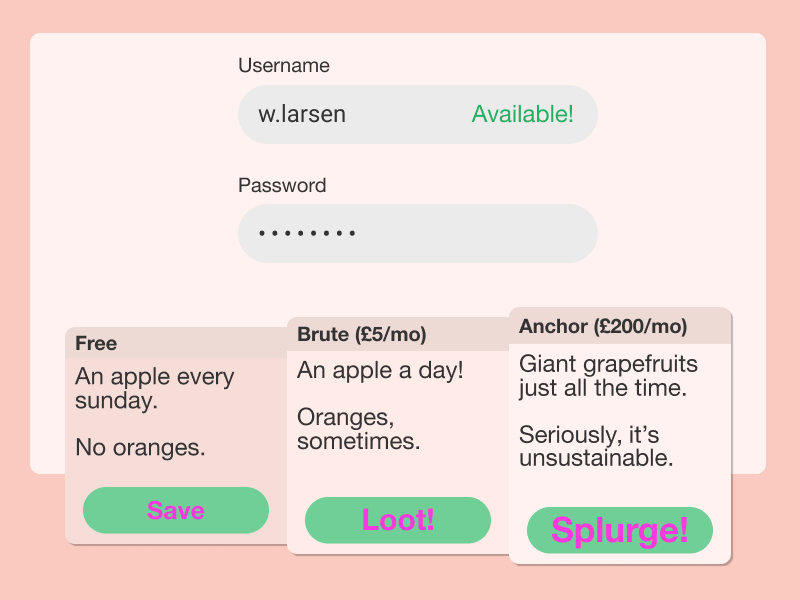 Username
w.larsen
Available!
Password
••••••••
Free
An apple every
sunday.
No oranges.
Save
Brute (£5/mo)
An apple a day!
Oranges,
sometimes.
Loot!
Anchor (£200/mo)
Giant grapefruits
just all the time.
Seriously, it’s
unsustainable.
Splurge!